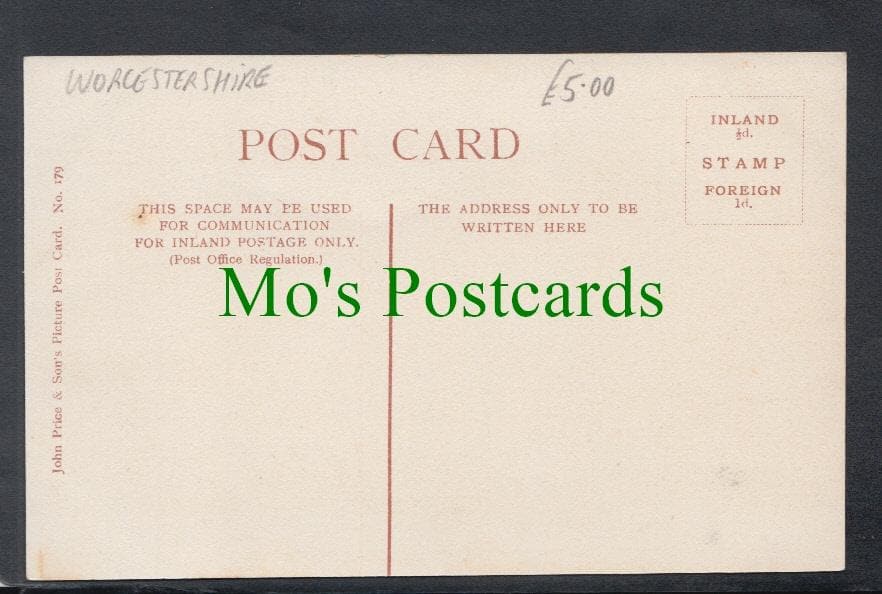 WORCESTERSHIRE
£5.00
POST CARD
INLAND
½d.
STAMP
FOREIGN
1d.
THIS SPACE MAY BE USED
FOR COMMUNICATION
FOR INLAND POSTAGE ONLY.
(Post Office Regulation.)
THE ADDRESS ONLY TO BE
WRITTEN HERE
John Price & Son's Picture Post Card. No. 179
Mo's Postcards